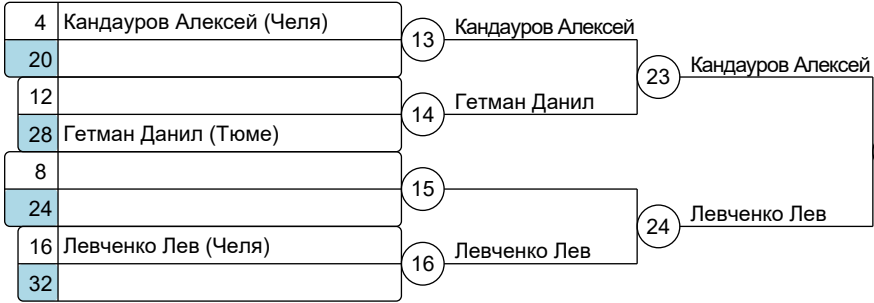 4 Кандауров Алексей (Челя)
20
12
28 Гетман Данил (Тюме)
8
24
16 Левченко Лев (Челя)
32
13 Кандауров Алексей
14 Гетман Данил
15
16 Левченко Лев
23 Кандауров Алексей
24 Левченко Лев